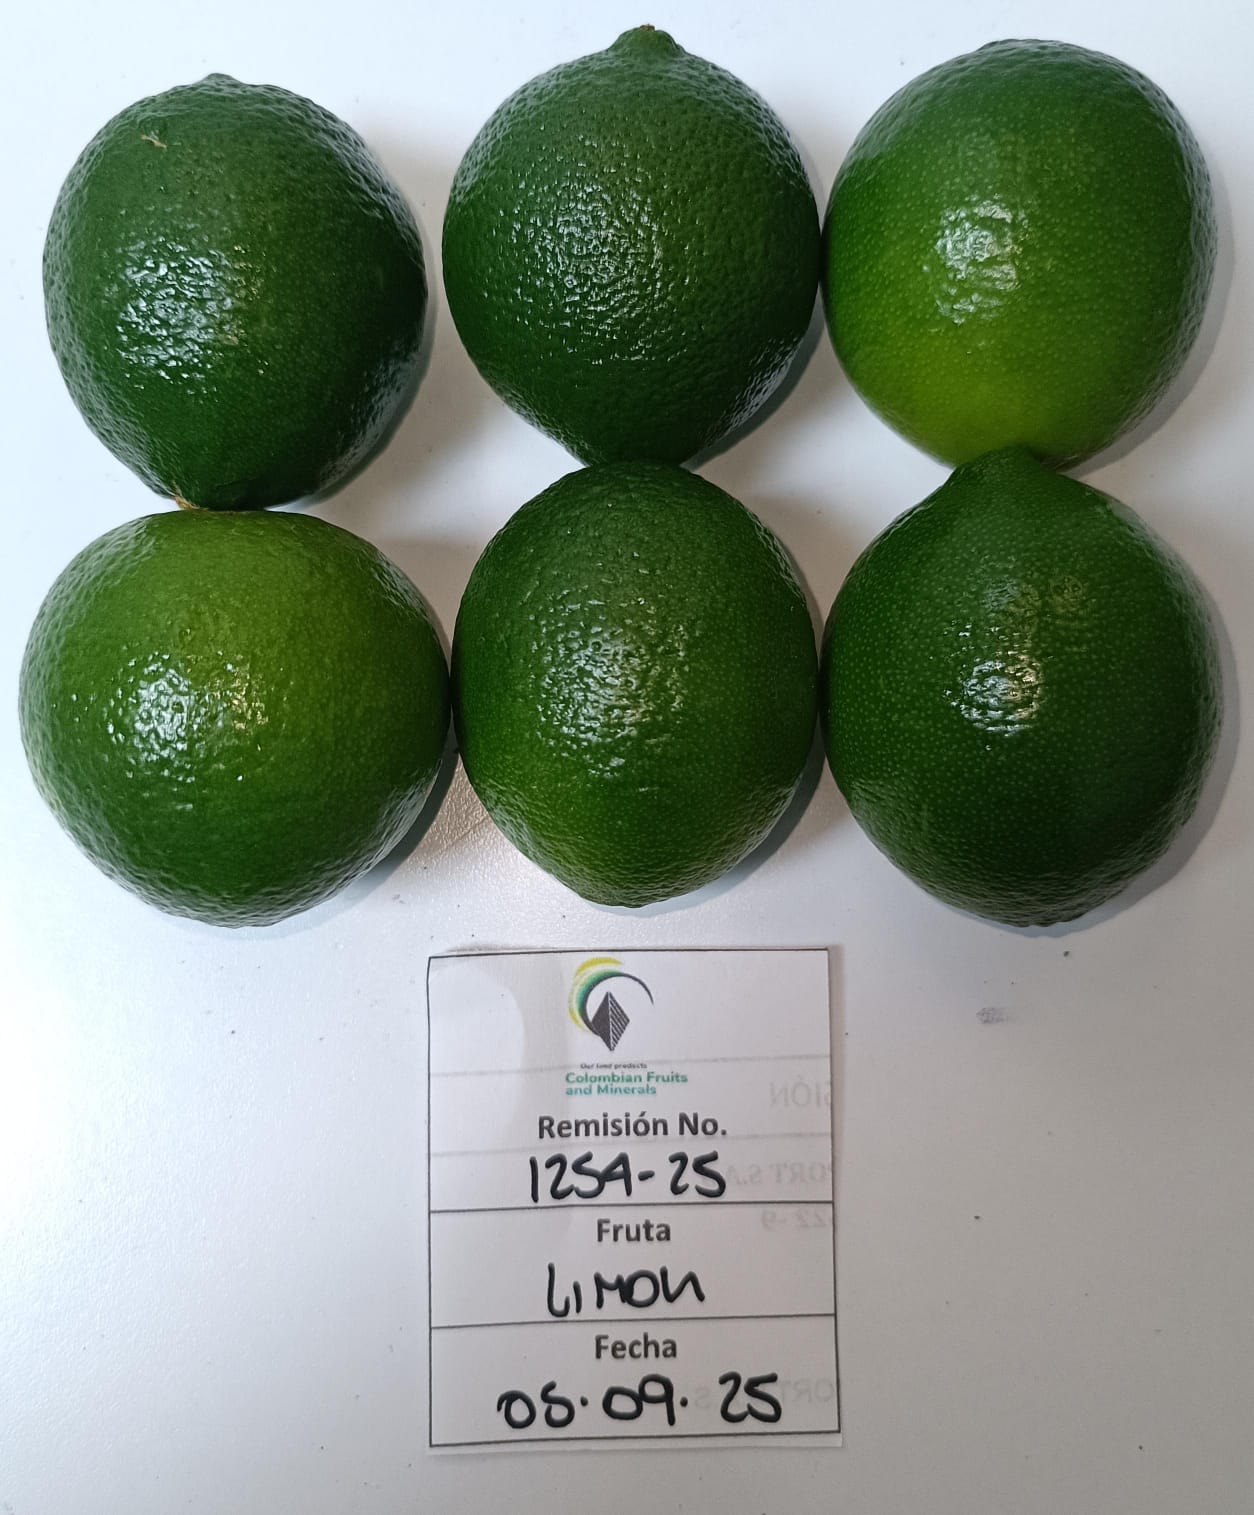 Our land products
Colombian Fruits
and Minerals
Remisión No.
1254-25
Fruta
LIMON
Fecha
05.09.25